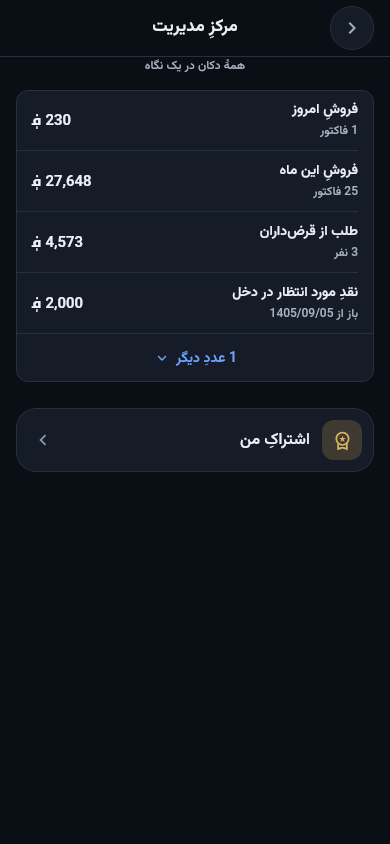 مرکزِ مدیریت
همهٔ دکان در یک نگاه
فروشِ امروز
1 فاکتور
230 ؋
فروشِ این ماه
25 فاکتور
27,648 ؋
طلب از قرض‌داران
3 نفر
4,573 ؋
نقدِ مورد انتظار در دخل
باز از 1405/09/05
2,000 ؋
1 عددِ دیگر
اشتراکِ من